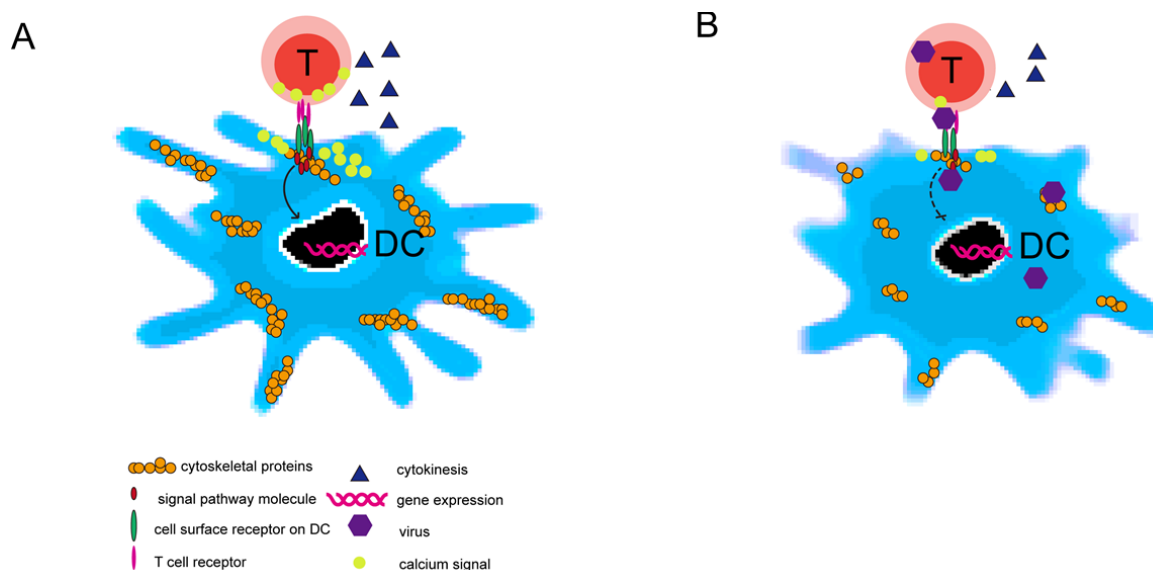 A
B
T
T
DC
DC
cytoskeletal proteins
cytokinesis
signal pathway molecule
gene expression
cell surface receptor on DC
virus
T cell receptor
calcium signal